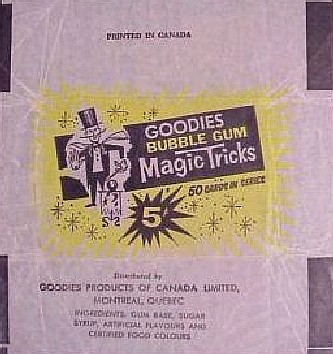 PRINTED IN CANADA
GOODIES
BUBBLE GUM
Magic Tricks
50 CARDS IN SERIES
5¢
Distributed by
GOODIES PRODUCTS OF CANADA LIMITED,
MONTREAL, QUEBEC
INGREDIENTS: GUM BASE, SUGAR
SYRUP, ARTIFICIAL FLAVOURS AND
CERTIFIED FOOD COLOURS